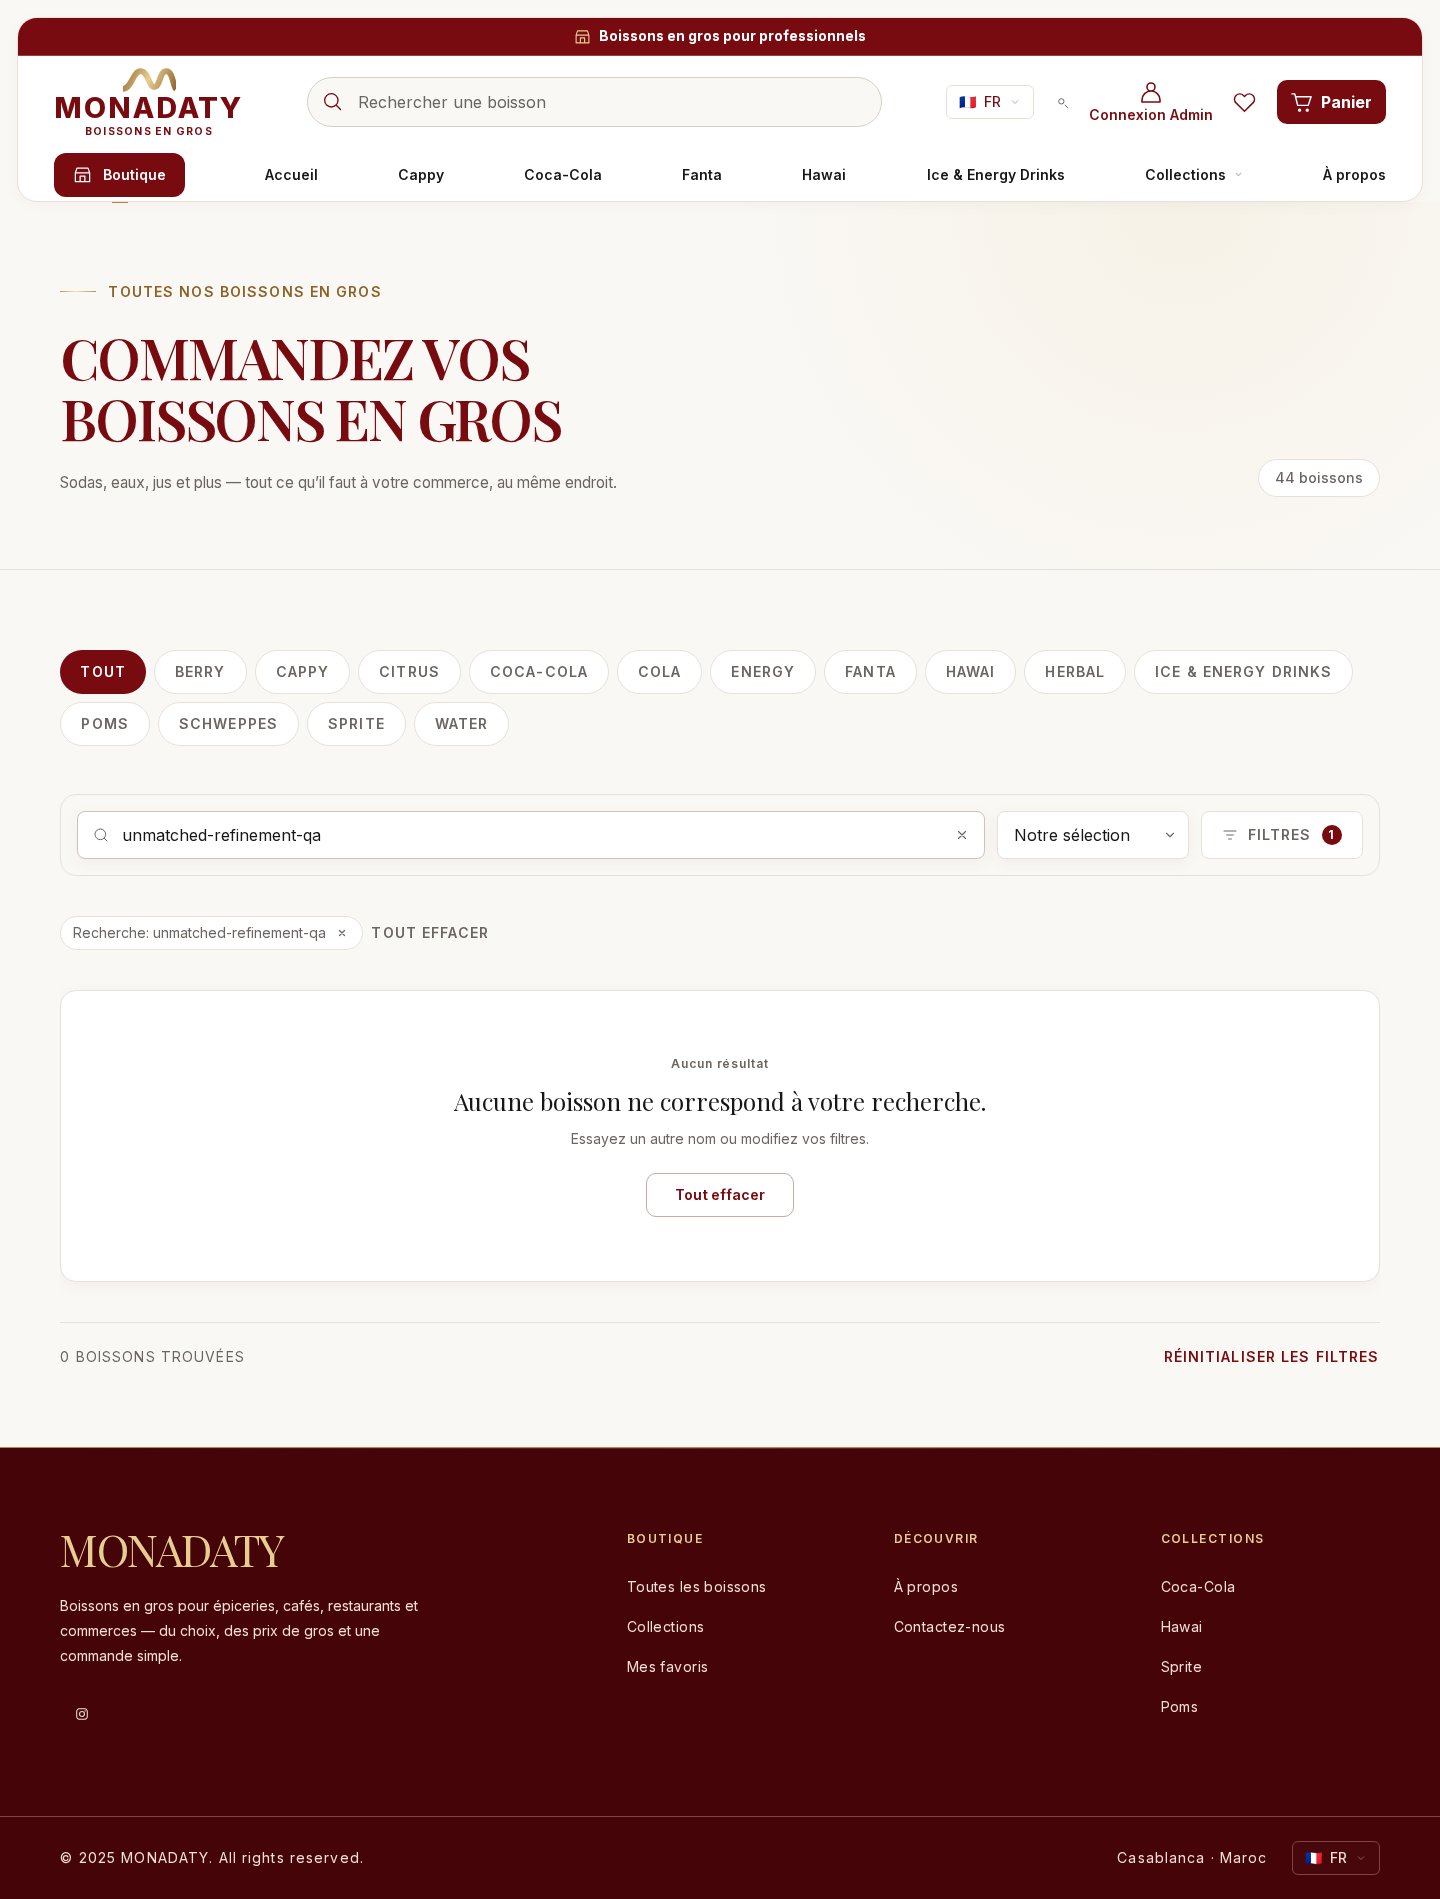 Boissons en gros pour professionnels
MONADATY
BOISSONS EN GROS
Rechercher une boisson
FR
Connexion Admin
Panier
Boutique
Accueil
Cappy
Coca-Cola
Fanta
Hawai
Ice & Energy Drinks
Collections
À propos
TOUTES NOS BOISSONS EN GROS
COMMANDEZ VOS
BOISSONS EN GROS
Sodas, eaux, jus et plus — tout ce qu’il faut à votre commerce, au même endroit.
44 boissons
TOUT
BERRY
CAPPY
CITRUS
COCA-COLA
COLA
ENERGY
FANTA
HAWAI
HERBAL
ICE & ENERGY DRINKS
POMS
SCHWEPPES
SPRITE
WATER
unmatched-refinement-qa
Notre sélection
FILTRES 1
Recherche: unmatched-refinement-qa
TOUT EFFACER
Aucun résultat
Aucune boisson ne correspond à votre recherche.
Essayez un autre nom ou modifiez vos filtres.
Tout effacer
0 BOISSONS TROUVÉES
RÉINITIALISER LES FILTRES
MONADATY
Boissons en gros pour épiceries, cafés, restaurants et
commerces — du choix, des prix de gros et une
commande simple.
BOUTIQUE
Toutes les boissons
Collections
Mes favoris
DÉCOUVRIR
À propos
Contactez-nous
COLLECTIONS
Coca-Cola
Hawai
Sprite
Poms
© 2025 MONADATY. All rights reserved.
Casablanca · Maroc
FR